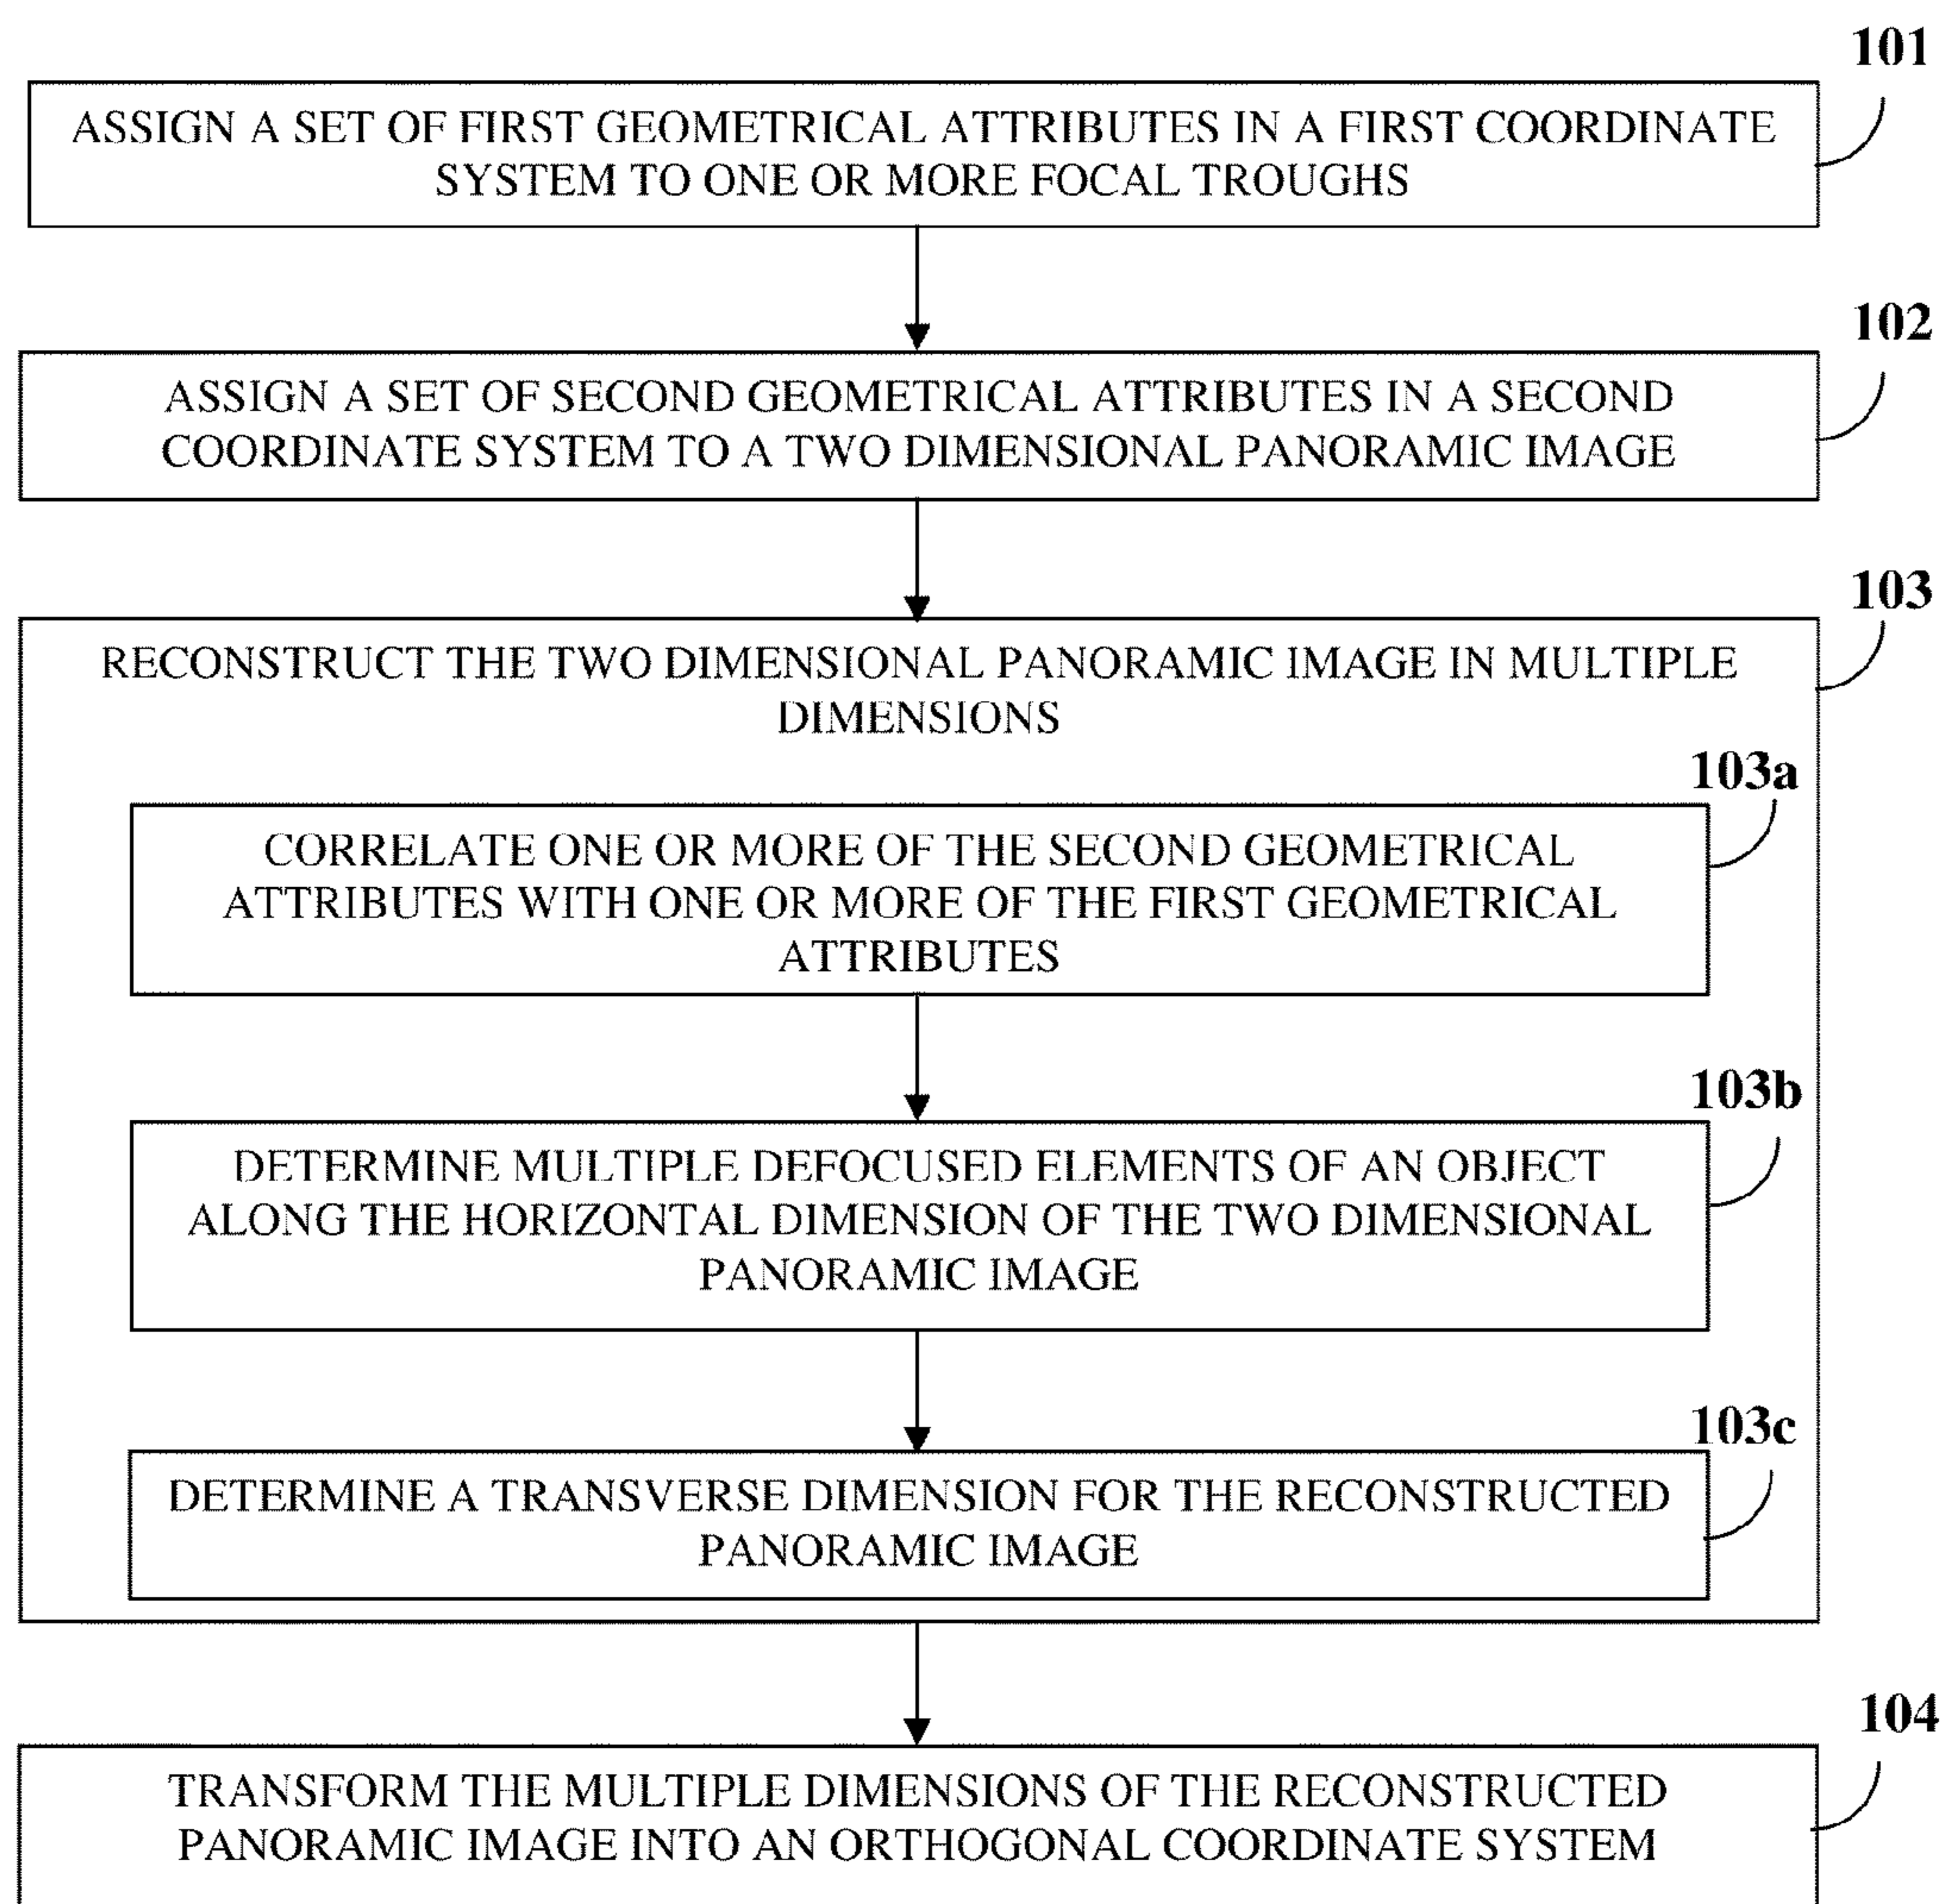 101
ASSIGN A SET OF FIRST GEOMETRICAL ATTRIBUTES IN A FIRST COORDINATE
SYSTEM TO ONE OR MORE FOCAL TROUGHS
102
ASSIGN A SET OF SECOND GEOMETRICAL ATTRIBUTES IN A SECOND
COORDINATE SYSTEM TO A TWO DIMENSIONAL PANORAMIC IMAGE
103
RECONSTRUCT THE TWO DIMENSIONAL PANORAMIC IMAGE IN MULTIPLE
DIMENSIONS
103a
CORRELATE ONE OR MORE OF THE SECOND GEOMETRICAL
ATTRIBUTES WITH ONE OR MORE OF THE FIRST GEOMETRICAL
ATTRIBUTES
103b
DETERMINE MULTIPLE DEFOCUSED ELEMENTS OF AN OBJECT
ALONG THE HORIZONTAL DIMENSION OF THE TWO DIMENSIONAL
PANORAMIC IMAGE
103c
DETERMINE A TRANSVERSE DIMENSION FOR THE RECONSTRUCTED
PANORAMIC IMAGE
104
TRANSFORM THE MULTIPLE DIMENSIONS OF THE RECONSTRUCTED
PANORAMIC IMAGE INTO AN ORTHOGONAL COORDINATE SYSTEM